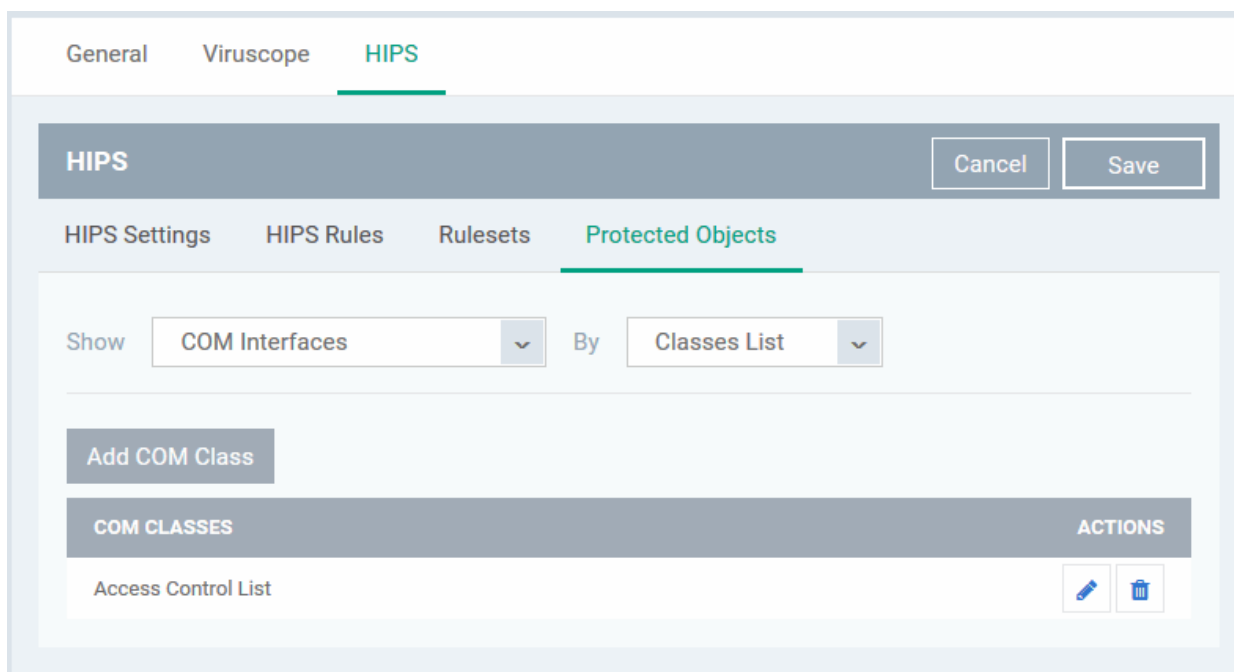 General Viruscope HIPS
HIPS Cancel Save
HIPS Settings HIPS Rules Rulesets Protected Objects
Show COM Interfaces By Classes List
Add COM Class
COM CLASSES ACTIONS
Access Control List